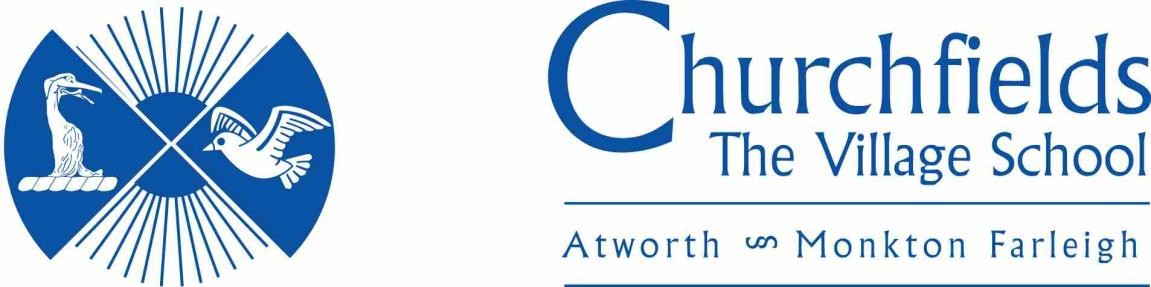 Churchfields
The Village School
Atworth Monkton Farleigh